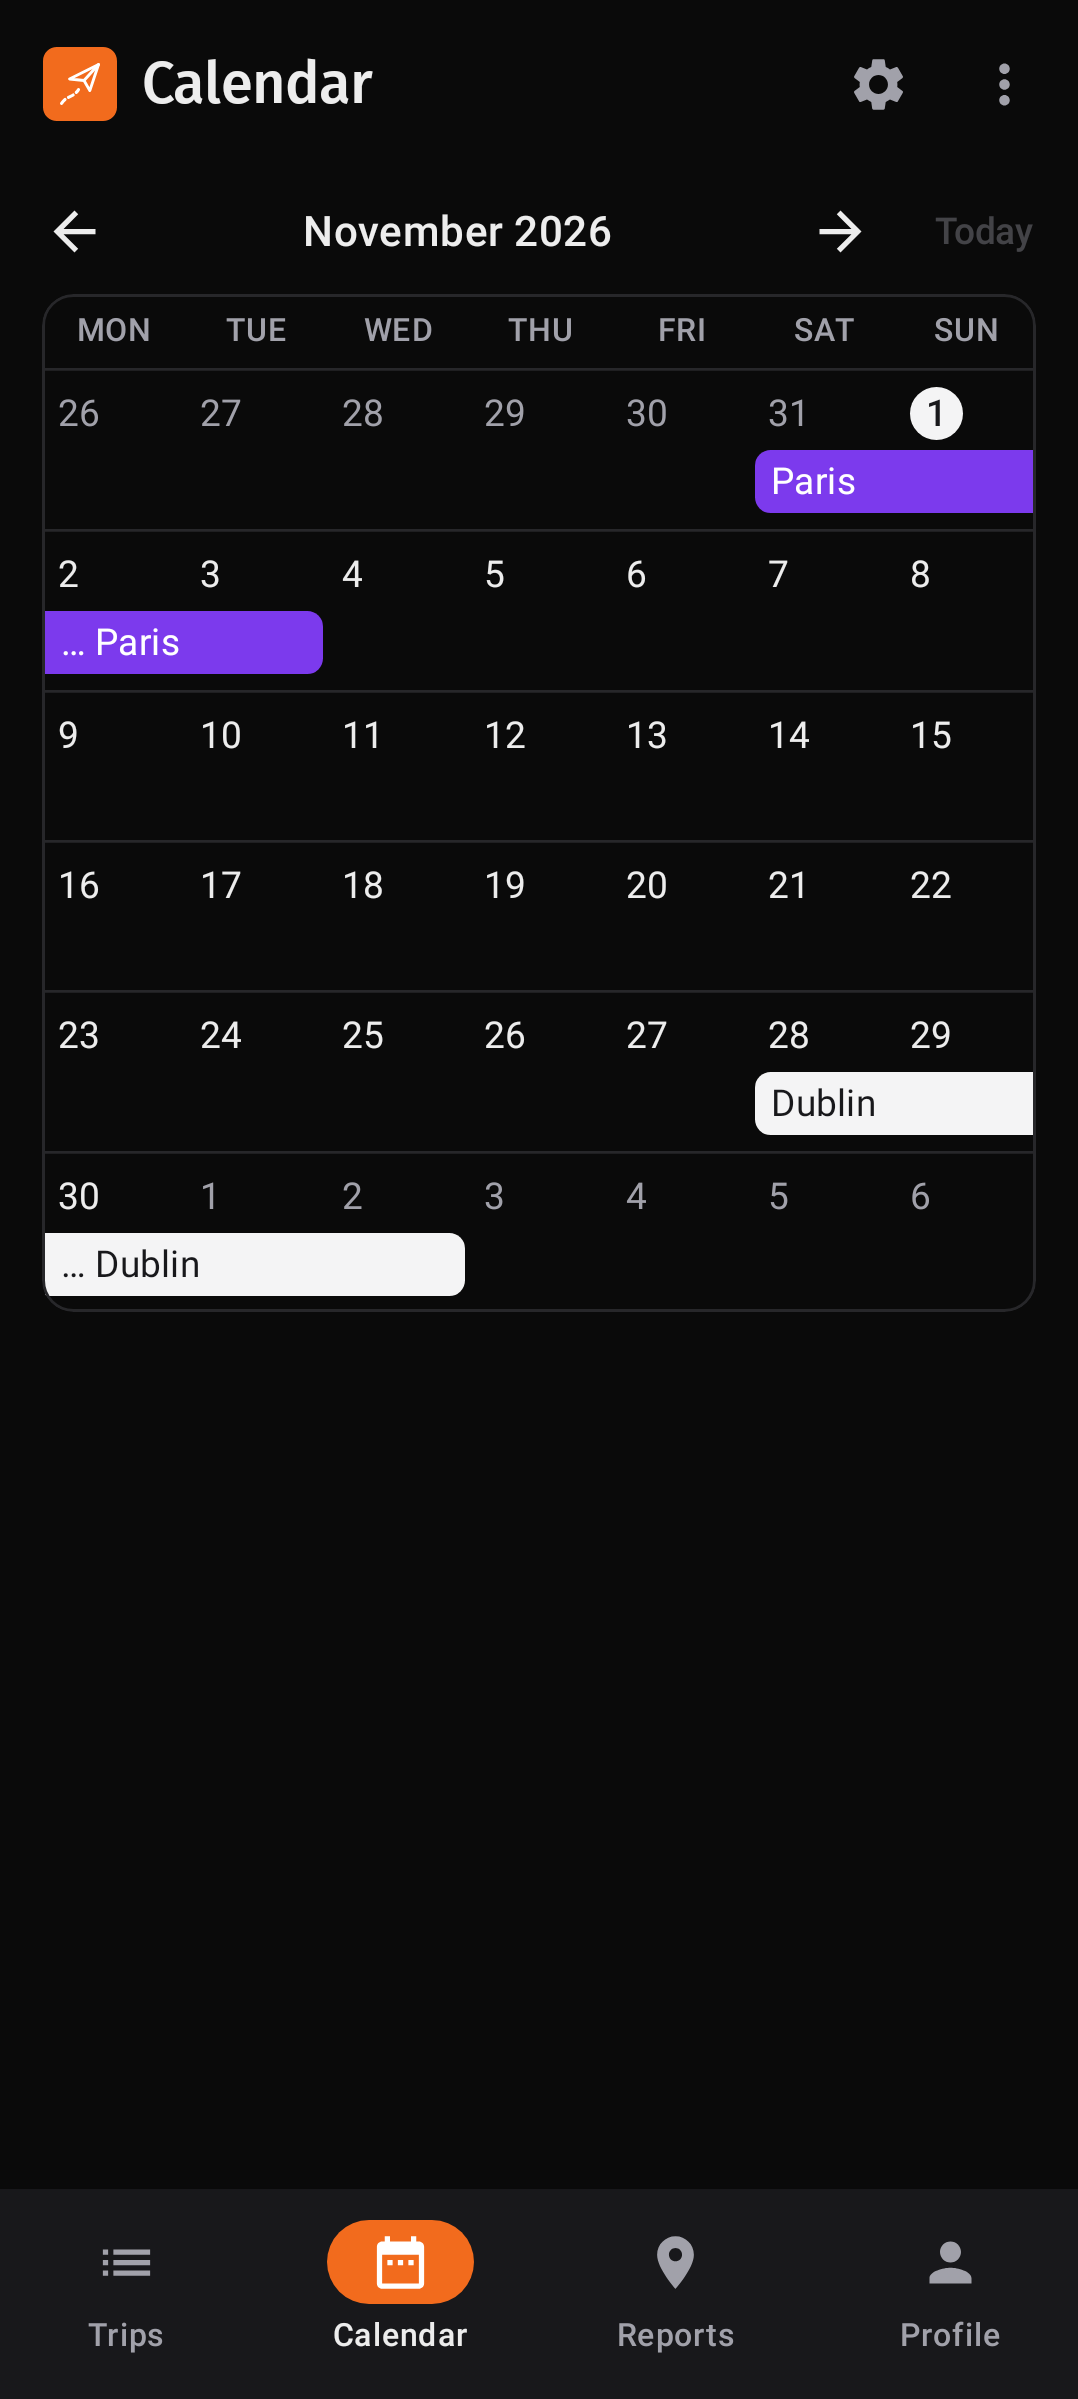 Calendar
November 2026
Today
MON TUE WED THU FRI SAT SUN
26 27 28 29 30 31 1
Paris
2 3 4 5 6 7 8
... Paris
9 10 11 12 13 14 15
16 17 18 19 20 21 22
23 24 25 26 27 28 29
Dublin
30 1 2 3 4 5 6
... Dublin
Trips Calendar Reports Profile